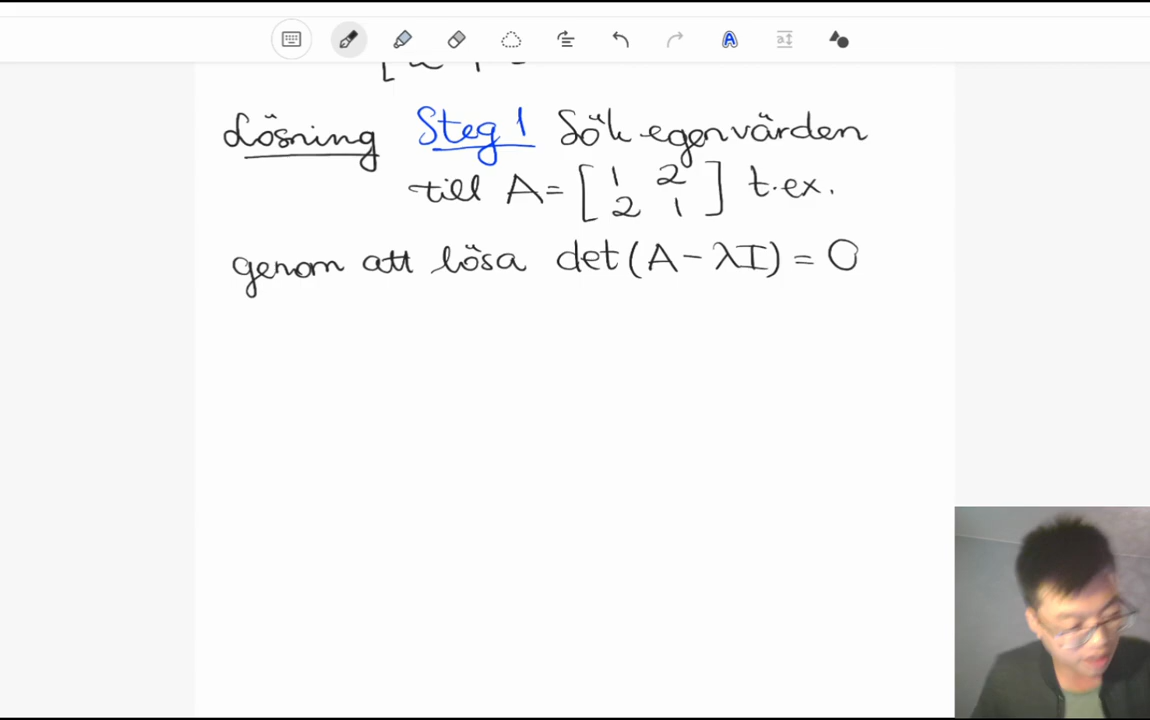 Lösning Steg 1 Sök egenvärden
till A = [1 2
2 1] t.ex.
genom att lösa det(A - λI) = 0